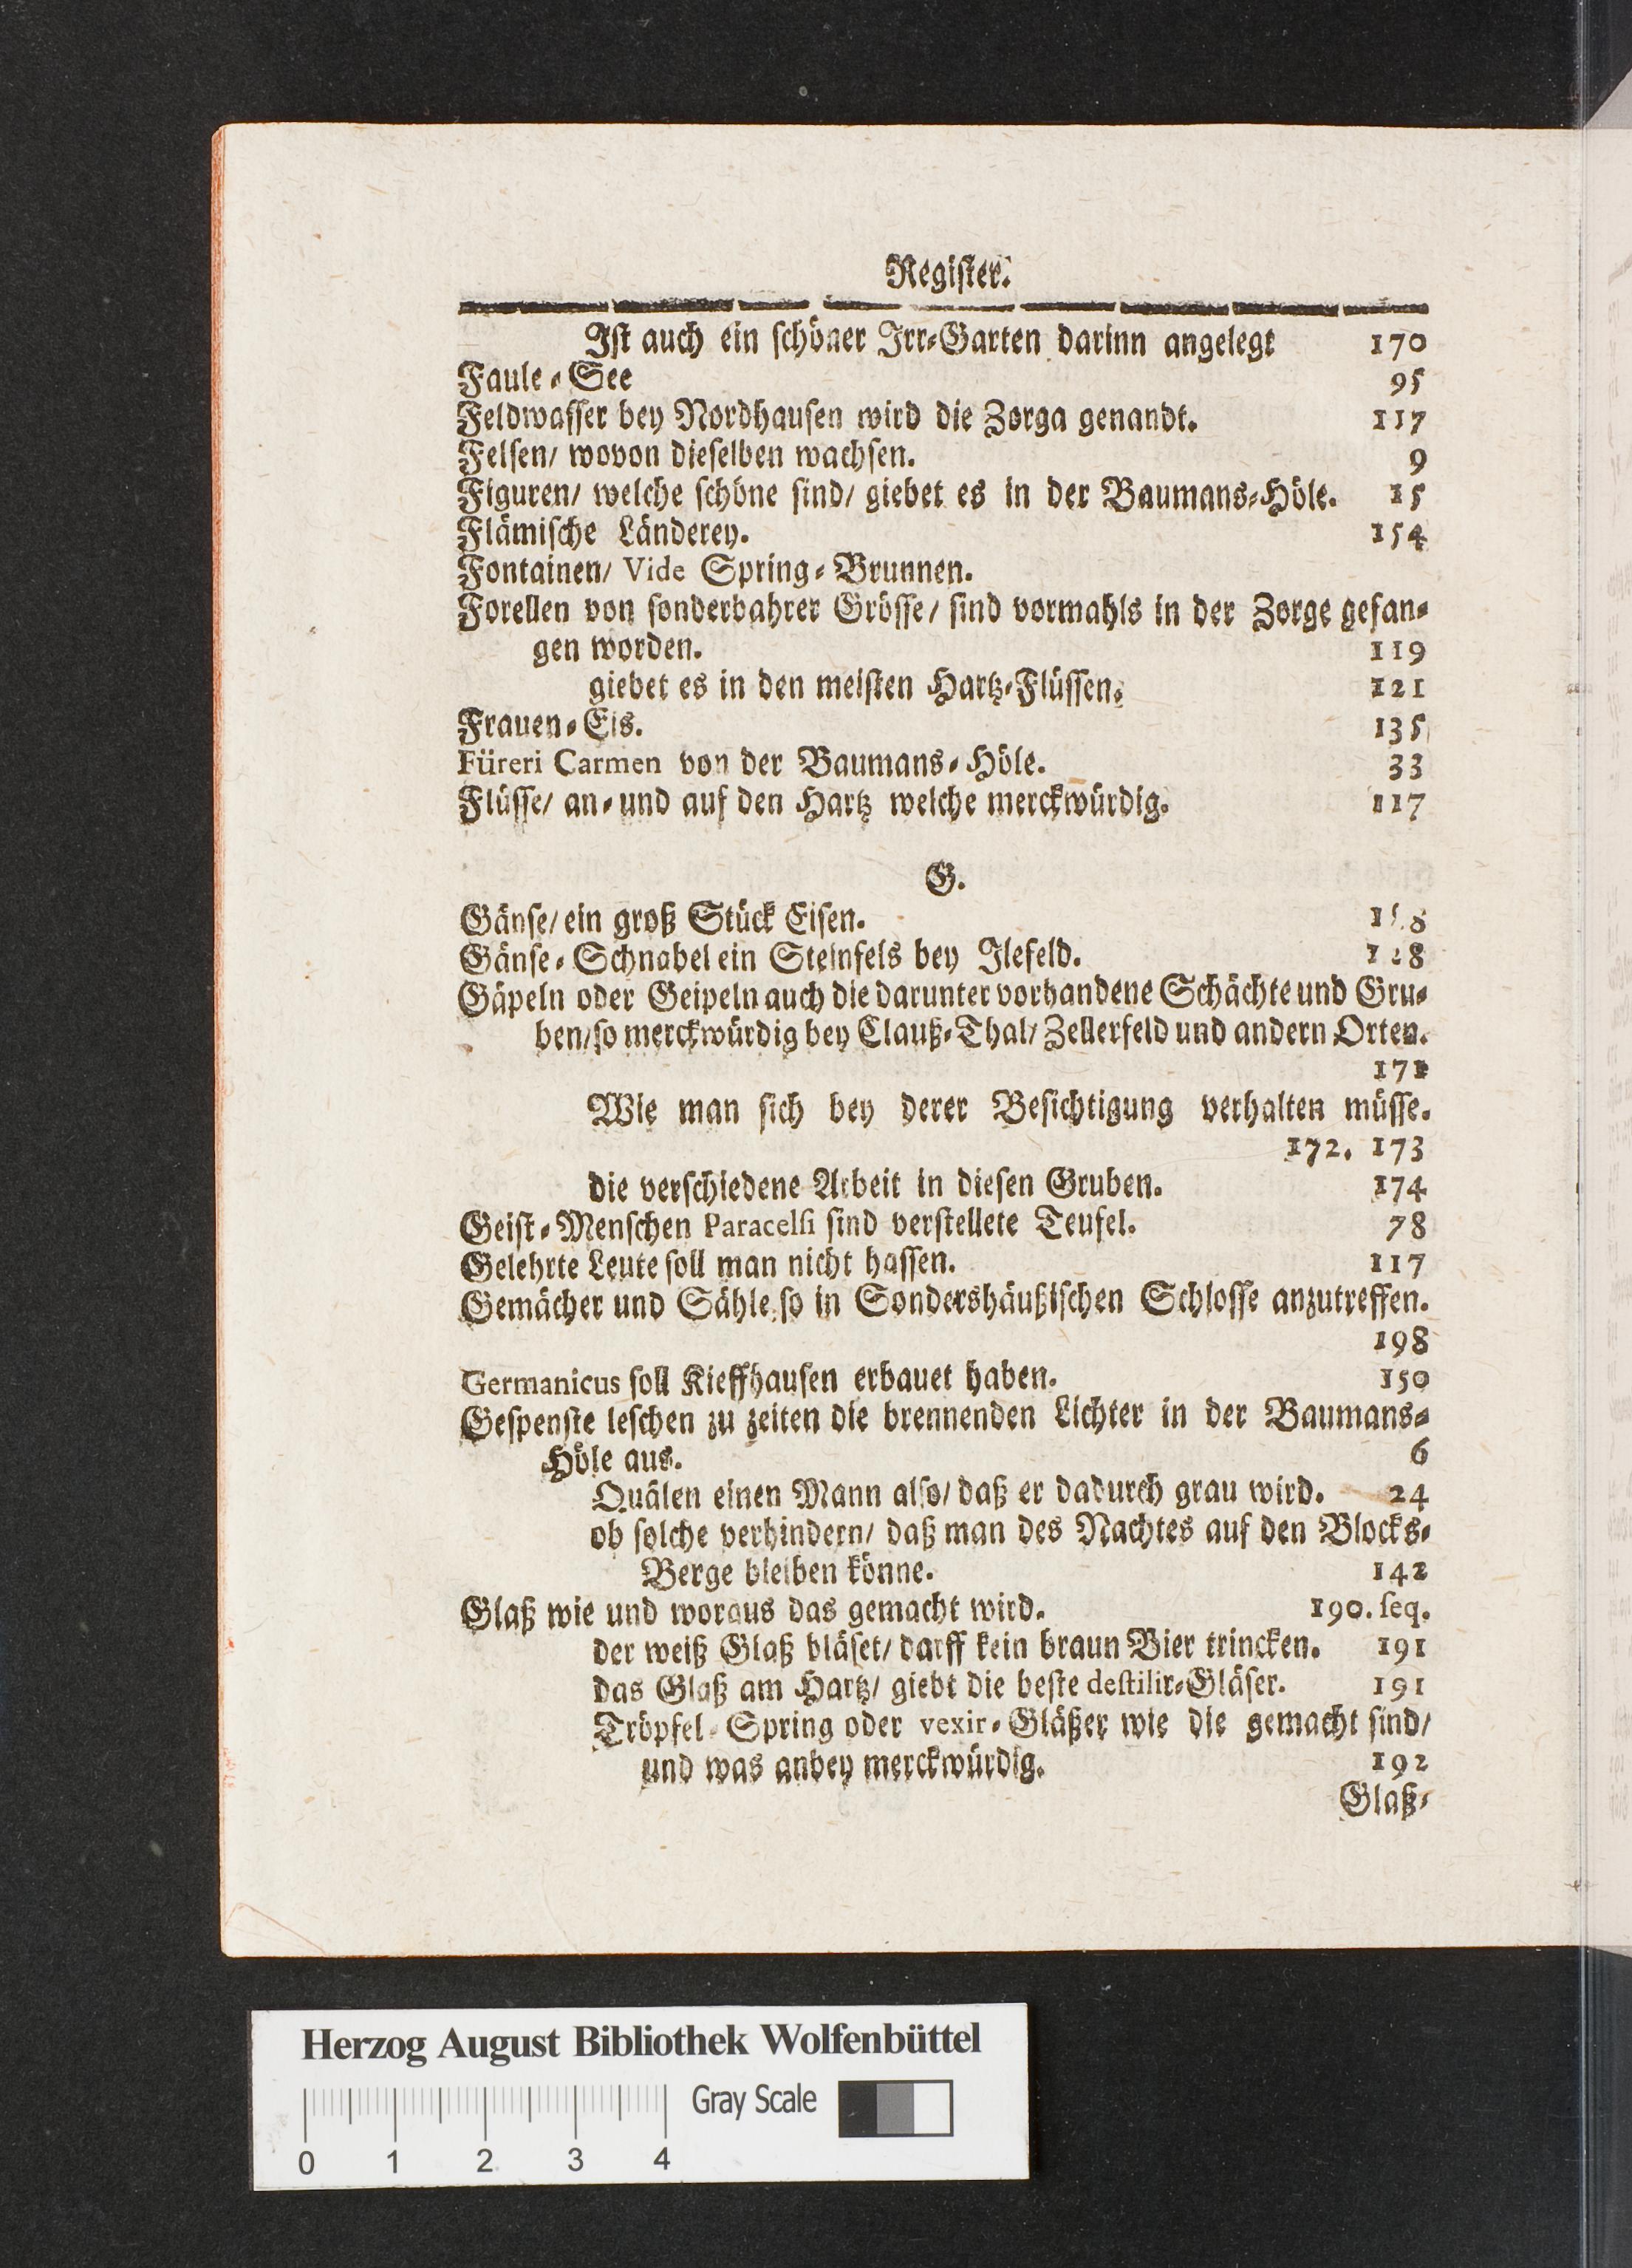 Register.
Ist auch ein schöner Irr-Garten darinn angelegt 170
Faule-See 95
Feldwasser bey Nordhausen wird die Zorga genandt. 117
Felsen/ wovon dieselben wachsen. 9
Figuren/ welche schöne sind/ giebet es in der Baumans-Höle. 15
Flämische Länderey. 154
Fontainen/ Vide Spring-Brunnen.
Forellen von sonderbahrer Grösse/ sind vormahls in der Zorge gefan-
gen worden. 119
giebet es in den meisten Hartz-Flüssen. 121
Frauen-Eis. 135
Füreri Carmen von der Baumans-Höle. 33
Flüsse/ an-und auf den Hartz welche merckwürdig. 117
G.
Gänse/ ein groß Stück Eisen.
Gänse-Schnabel ein Steinfels bey Ilefeld. 128
Gäpeln oder Geipeln auch die darunter vorhandene Schächte und Gru-
ben/ so merckwürdig bey Clauß-Thal/ Zellerfeld und andern Orten.
171
Wie man sich bey derer Besichtigung verhalten müsse.
172. 173
die verschiedene Arbeit in diesen Gruben. 174
Geist-Menschen Paracelsi sind verstellete Teufel. 78
Gelehrte Leute soll man nicht hassen. 117
Gemächer und Sähle so in Sondershäußischen Schlosse anzutreffen.
198
Germanicus soll Kieffhausen erbauet haben. 150
Gespenste leschen zu zeiten die brennenden Lichter in der Baumans-
Höle aus. 6
Quälen einen Mann also/ daß er dadurch grau wird. 24
ob solche verhindern/ daß man des Nachtes auf den Blocks-
Berge bleiben könne. 142
Glaß wie und woraus das gemacht wird. 190. seq.
der weiß Glaß bläset/ darff kein braun Bier trincken. 191
das Glaß am Hartz/ giebt die beste destilir-Gläser. 191
Tröpfel-Spring oder vexir-Gläßer wie die gemacht sind/
und was anbey merckwürdig. 192
Glaß-
Herzog August Bibliothek Wolfenbüttel
Gray Scale
0 1 2 3 4